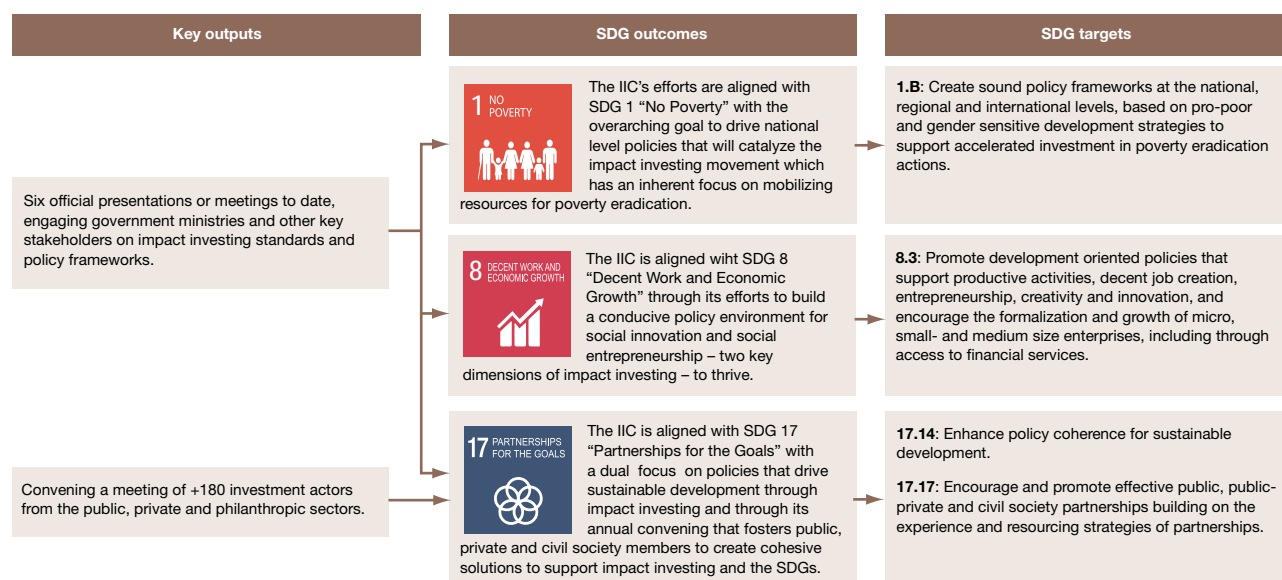 Key outputs
SDG outcomes
SDG targets
Six official presentations or meetings to date,
engaging government ministries and other key
stakeholders on impact investing standards and
policy frameworks.
Convening a meeting of +180 investment actors
from the public, private and philanthropic sectors.
1 NO
POVERTY
The IIC's efforts are aligned with
SDG 1 “No Poverty” with the
overarching goal to drive national
level policies that will catalyze the
impact investing movement which
has an inherent focus on mobilizing
resources for poverty eradication.
1.B: Create sound policy frameworks at the national,
regional and international levels, based on pro-poor
and gender sensitive development strategies to
support accelerated investment in poverty eradication
actions.
8 DECENT WORK AND
ECONOMIC GROWTH
The IIC is aligned wiht SDG 8
“Decent Work and Economic
Growth” through its efforts to build
a conducive policy environment for
social innovation and social
entrepreneurship – two key
dimensions of impact investing – to thrive.
8.3: Promote development oriented policies that
support productive activities, decent job creation,
entrepreneurship, creativity and innovation, and
encourage the formalization and growth of micro,
small- and medium size enterprises, including through
access to financial services.
17 PARTNERSHIPS
FOR THE GOALS
The IIC is aligned with SDG 17
“Partnerships for the Goals” with
a dual focus on policies that drive
sustainable development through
impact investing and through its
annual convening that fosters public,
private and civil society members to create cohesive
solutions to support impact investing and the SDGs.
17.14: Enhance policy coherence for sustainable
development.
17.17: Encourage and promote effective public, public-
private and civil society partnerships building on the
experience and resourcing strategies of partnerships.